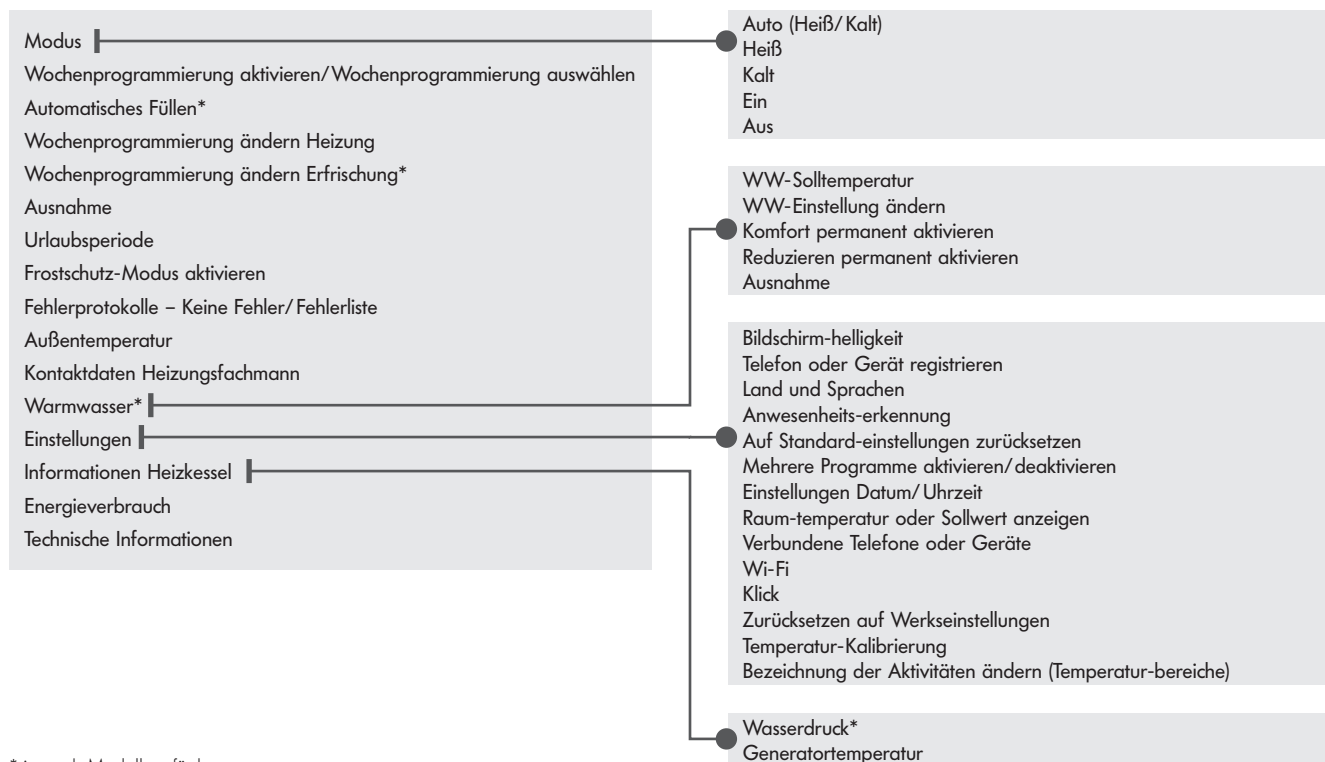 Modus
Wochenprogrammierung aktivieren/Wochenprogrammierung auswählen
Automatisches Füllen*
Wochenprogrammierung ändern Heizung
Wochenprogrammierung ändern Erfrischung*
Ausnahme
Urlaubsperiode
Frostschutz-Modus aktivieren
Fehlerprotokolle – Keine Fehler/Fehlerliste
Außentemperatur
Kontaktdaten Heizungsfachmann
Warmwasser*
Einstellungen
Informationen Heizkessel
Energieverbrauch
Technische Informationen
Auto (Heiß/Kalt)
Heiß
Kalt
Ein
Aus
WW-Solltemperatur
WW-Einstellung ändern
Komfort permanent aktivieren
Reduzieren permanent aktivieren
Ausnahme
Bildschirm-helligkeit
Telefon oder Gerät registrieren
Land und Sprachen
Anwesenheits-erkennung
Auf Standard-einstellungen zurücksetzen
Mehrere Programme aktivieren/deaktivieren
Einstellungen Datum/Uhrzeit
Raum-temperatur oder Sollwert anzeigen
Verbundene Telefone oder Geräte
Wi-Fi
Klick
Zurücksetzen auf Werkseinstellungen
Temperatur-Kalibrierung
Bezeichnung der Aktivitäten ändern (Temperatur-bereiche)
Wasserdruck*
Generatortemperatur